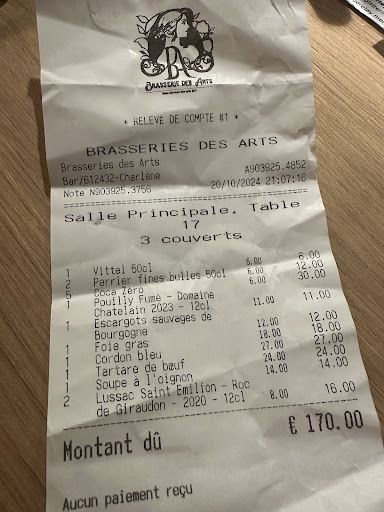 BRASSERIE DES ARTS
* RELEVÉ DE COMPTE #1 *
BRASSERIES DES ARTS
Brasseries des Arts A903925.4852
Bar/B12432-Charlène
Note N903925.3756 20/10/2024 21:07:16
Salle Principale, Table
17
3 couverts
1 Vittel 50cl 6.00 6.00
2 Perrier fines bulles 50cl 6.00 12.00
5 Coca Zéro 6.00 30.00
1 Pouilly Fumé - Domaine
Chatelain 2023 - 12cl 11.00 11.00
1 Escargots sauvages de
Bourgogne 12.00 12.00
1 Foie gras 18.00 18.00
1 Cordon bleu 27.00 27.00
1 Tartare de bœuf 24.00 24.00
1 Soupe à l'oignon 14.00 14.00
2 Lussac Saint Emilion - Roc
de Giraudon - 2020 - 12cl 8.00 16.00
Montant dû € 170.00
Aucun paiement reçu